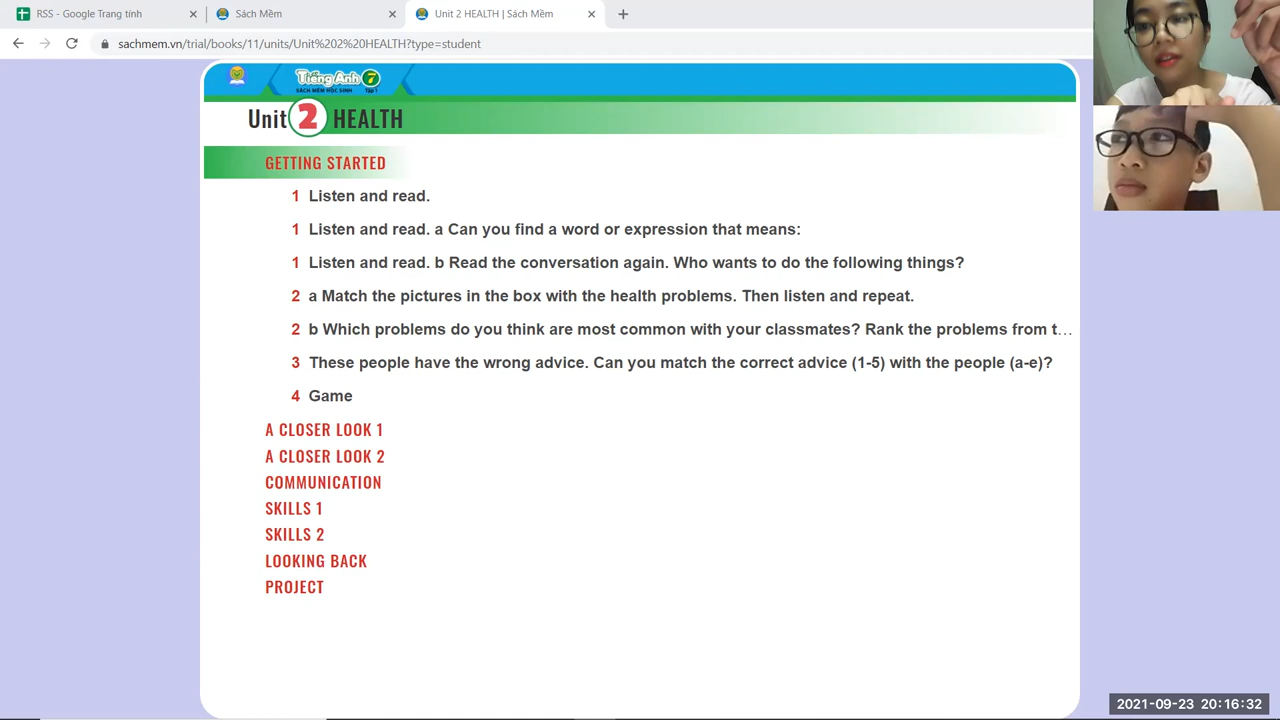 RSS - Google Trang tính
Sách Mềm
Unit 2 HEALTH | Sách Mềm
sachmem.vn/trial/books/11/units/Unit%202%20HEALTH?type=student
Tiếng Anh 7
SÁCH MỀM HỌC SINH Tập 1
Unit 2 HEALTH
GETTING STARTED
1 Listen and read.
1 Listen and read. a Can you find a word or expression that means:
1 Listen and read. b Read the conversation again. Who wants to do the following things?
2 a Match the pictures in the box with the health problems. Then listen and repeat.
2 b Which problems do you think are most common with your classmates? Rank the problems from t...
3 These people have the wrong advice. Can you match the correct advice (1-5) with the people (a-e)?
4 Game
A CLOSER LOOK 1
A CLOSER LOOK 2
COMMUNICATION
SKILLS 1
SKILLS 2
LOOKING BACK
PROJECT
2021-09-23 20:16:32